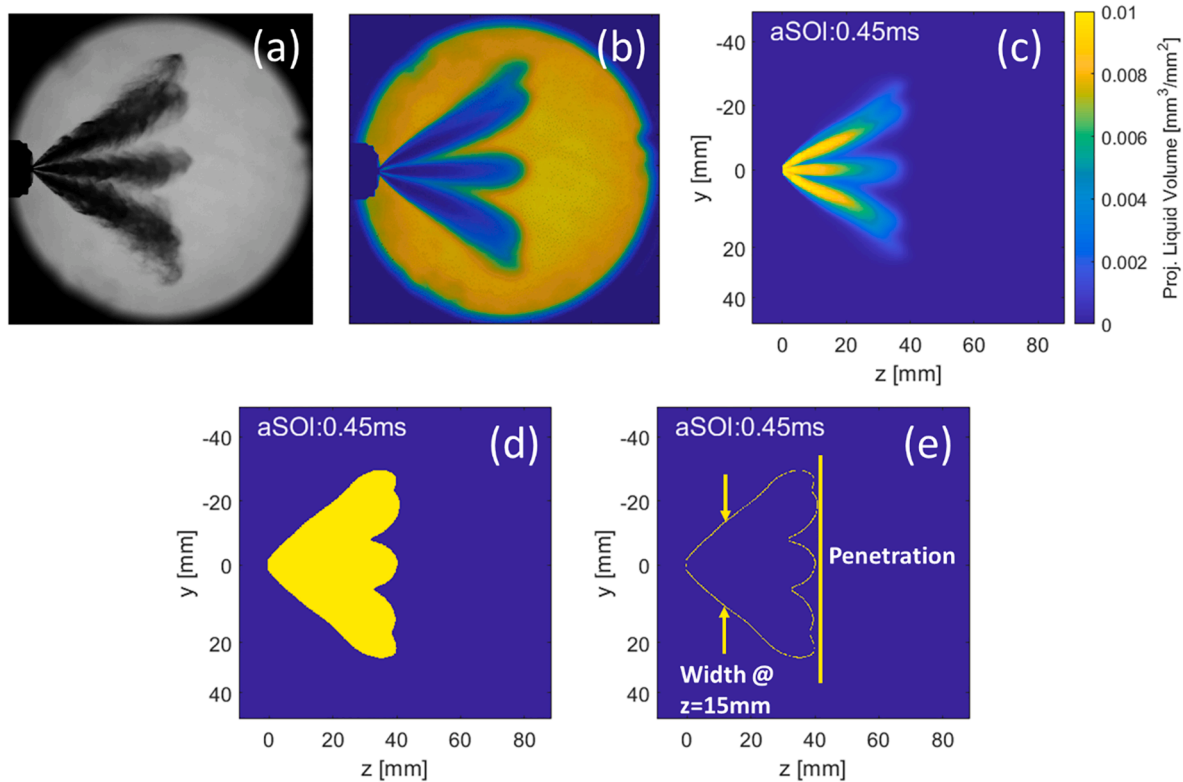 (a)
(b)
aSOI:0.45ms
(c)
-40
-20
0
20
40
y [mm]
0 20 40 60 80
z [mm]
0.01
0.008
0.006
0.004
0.002
0
Proj. Liquid Volume [mm³/mm²]
aSOI:0.45ms
(d)
-40
-20
0
20
40
y [mm]
0 20 40 60 80
z [mm]
aSOI:0.45ms
(e)
-40
-20
0
20
40
y [mm]
Penetration
Width @
z=15mm
0 20 40 60 80
z [mm]